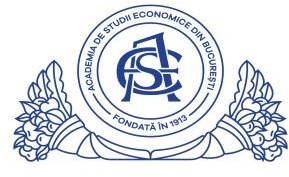 ACADEMIA DE STUDII ECONOMICE DIN BUCUREȘTI
ASE
FONDATĂ ÎN 1913